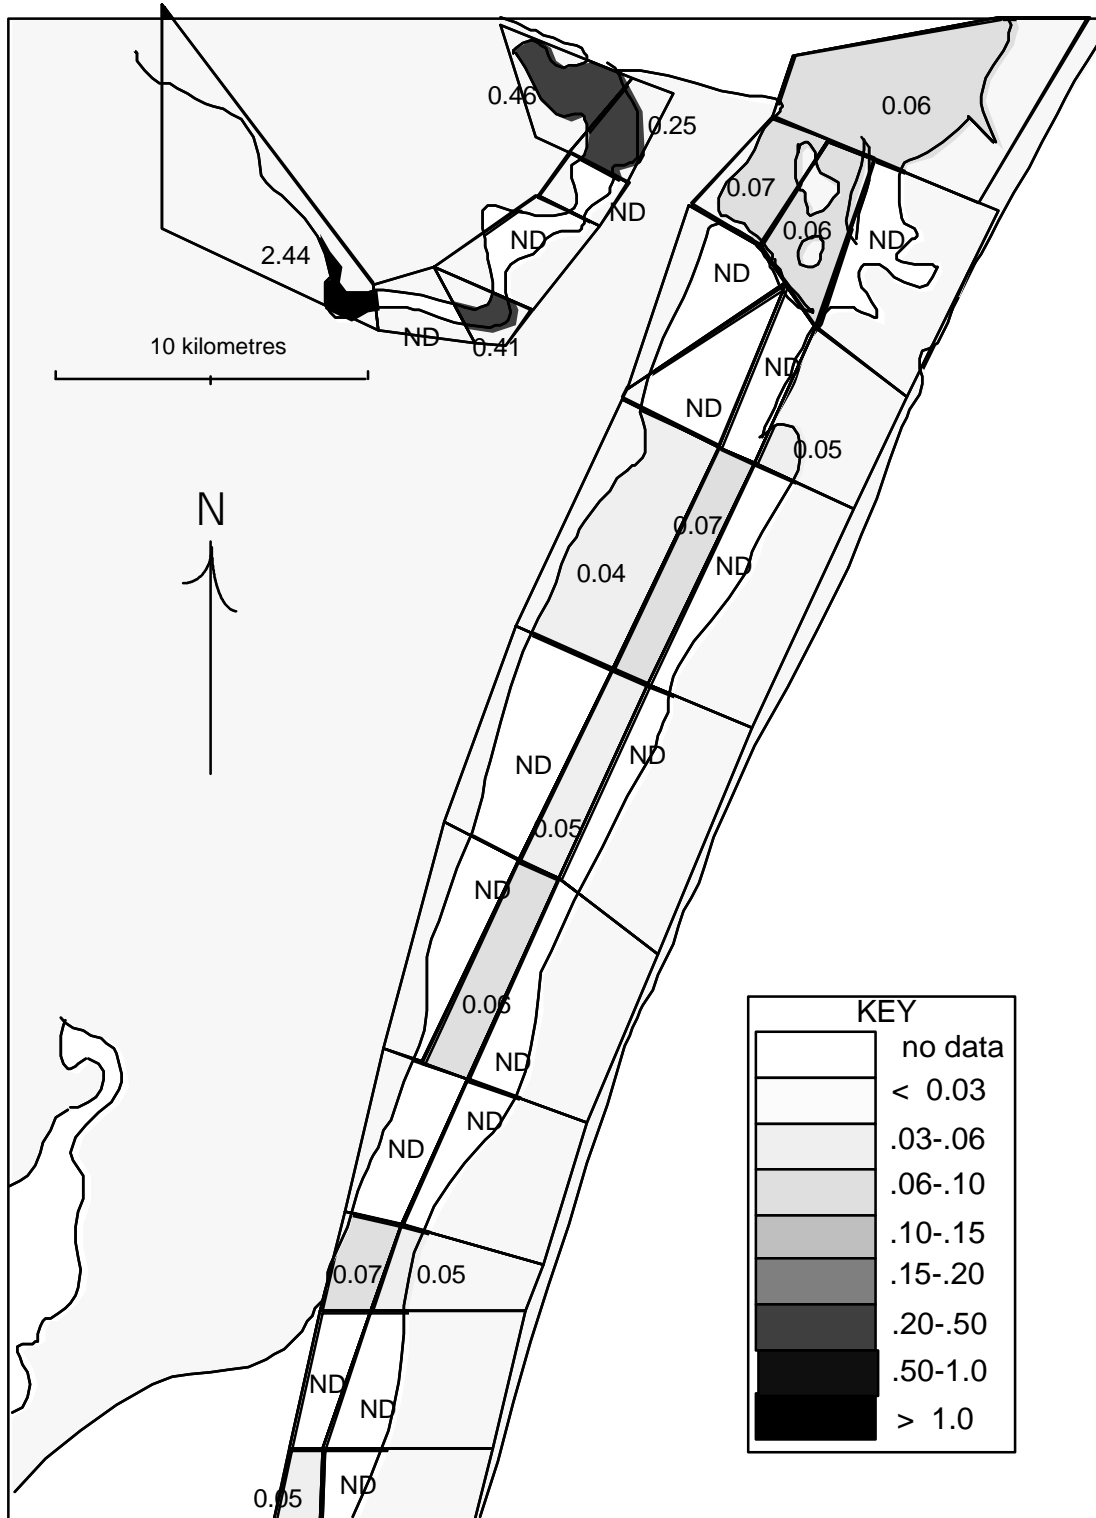 0.46
0.06
0.25
0.07
ND
0.06
ND
ND
2.44
ND
ND
0.41
10 kilometres
ND
ND
0.05
N
0.07
ND
0.04
ND
ND
0.05
ND
0.06
KEY
no data
< 0.03
.03-.06
.06-.10
.10-.15
.15-.20
.20-.50
.50-1.0
> 1.0
ND
ND
ND
0.07
0.05
ND
ND
ND
0.05